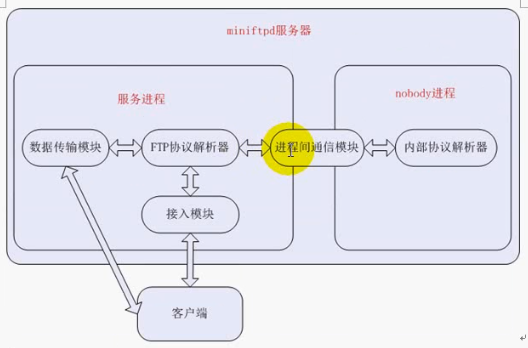 miniftpd服务器
服务进程
nobody进程
数据传输模块
FTP协议解析器
进程间通信模块
内部协议解析器
接入模块
客户端